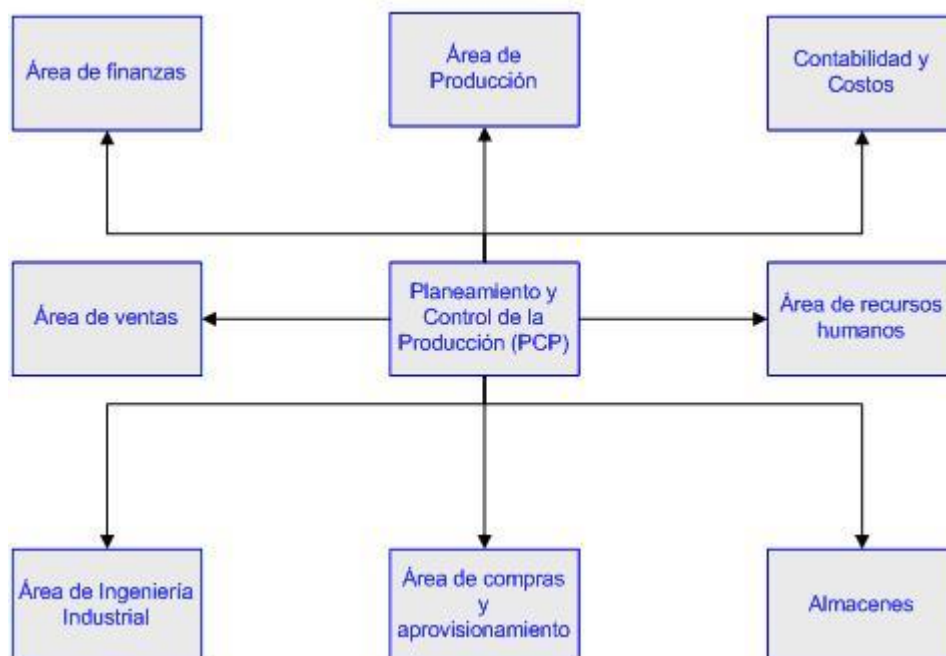 Área de finanzas
Área de
Producción
Contabilidad y
Costos
Área de ventas
Planeamiento y
Control de la
Producción (PCP)
Área de recursos
humanos
Área de Ingeniería
Industrial
Área de compras
y
aprovisionamiento
Almacenes